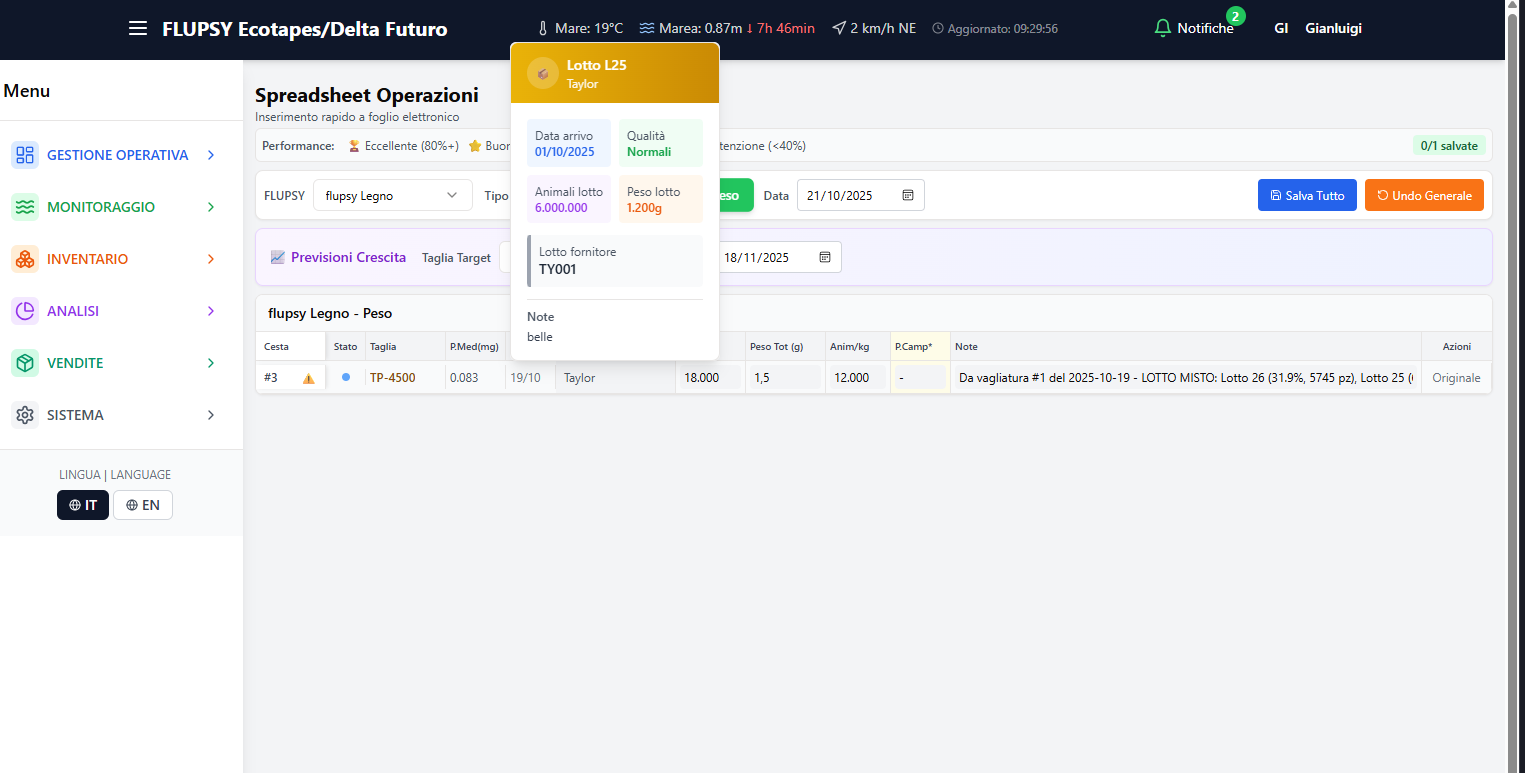 FLUPSY Ecotapes/Delta Futuro
Mare: 19°C
Marea: 0.87m ↓ 7h 46min
2 km/h NE
Aggiornato: 09:29:56
Notifiche
2
GI
Gianluigi
Menu
GESTIONE OPERATIVA
MONITORAGGIO
INVENTARIO
ANALISI
VENDITE
SISTEMA
LINGUA | LANGUAGE
IT
EN
Spreadsheet Operazioni
Inserimento rapido a foglio elettronico
Performance: Eccellente (80%+) Buor tenzione (<40%)
0/1 salvate
FLUPSY flupsy Legno Tipo eso Data 21/10/2025
Salva Tutto
Undo Generale
Previsioni Crescita Taglia Target 18/11/2025
Lotto L25
Taylor
Data arrivo
01/10/2025
Qualità
Normali
Animali lotto
6.000.000
Peso lotto
1.200g
Lotto fornitore
TY001
Note
belle
flupsy Legno - Peso
Cesta Stato Taglia P.Med(mg) Peso Tot (g) Anim/kg P.Camp* Note Azioni
#3 TP-4500 0.083 19/10 Taylor 18.000 1,5 12.000 - Da vagliatura #1 del 2025-10-19 - LOTTO MISTO: Lotto 26 (31.9%, 5745 pz), Lotto 25 ( Originale